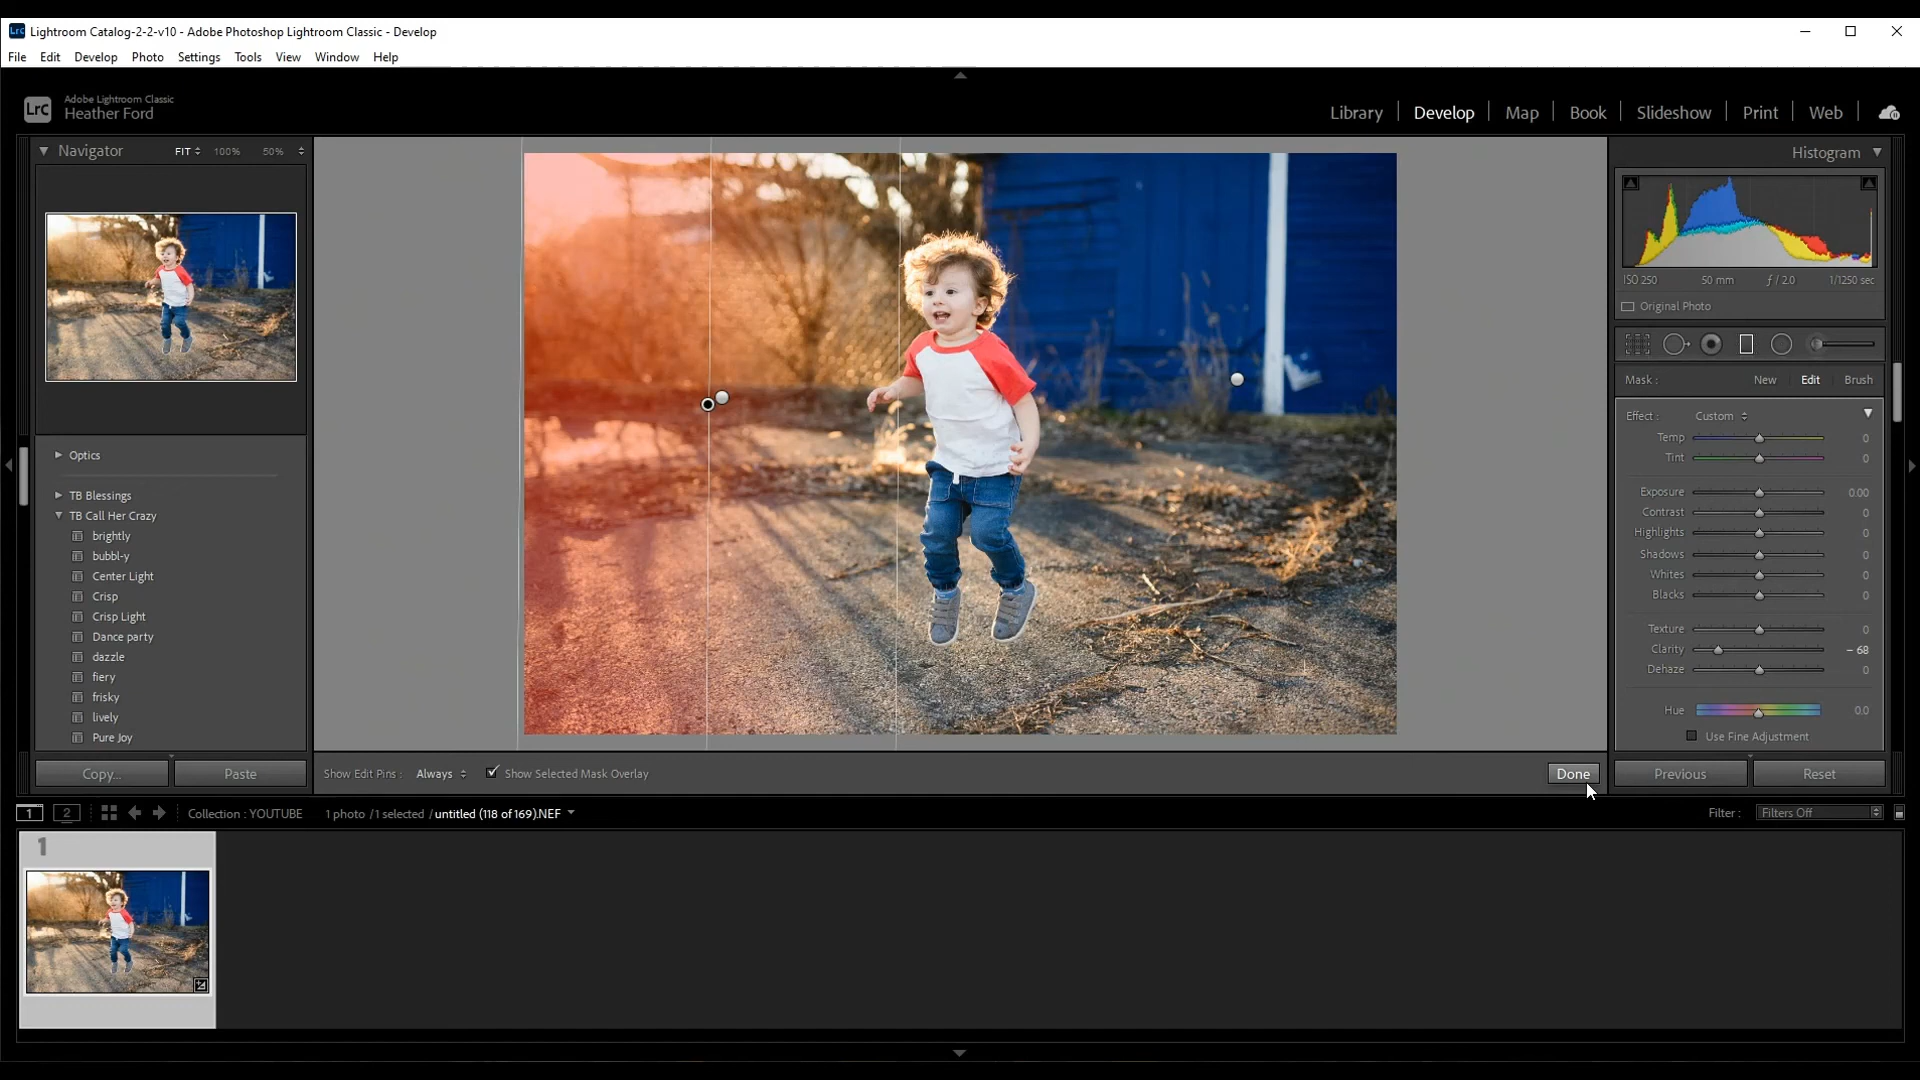 Lrc Lightroom Catalog-2-2-v10 - Adobe Photoshop Lightroom Classic - Develop
File Edit Develop Photo Settings Tools View Window Help
Lrc Adobe Lightroom Classic
Heather Ford
Library Develop Map Book Slideshow Print Web
Navigator FIT 100% 50%
Histogram
ISO 250 50 mm ƒ / 2.0 1/1250 sec
Original Photo
Mask : New Edit Brush
Effect : Custom
Temp 0
Tint 0
Exposure 0.00
Contrast 0
Highlights 0
Shadows 0
Whites 0
Blacks 0
Texture 0
Clarity – 68
Dehaze 0
Hue 0.0
Use Fine Adjustment
Optics
TB Blessings
TB Call Her Crazy
brightly
bubbl-y
Center Light
Crisp
Crisp Light
Dance party
dazzle
fiery
frisky
lively
Pure Joy
Copy... Paste
Show Edit Pins : Always Show Selected Mask Overlay Done
Previous Reset
1 2 Collection : YOUTUBE 1 photo /1 selected / untitled (118 of 169).NEF Filter : Filters Off
1